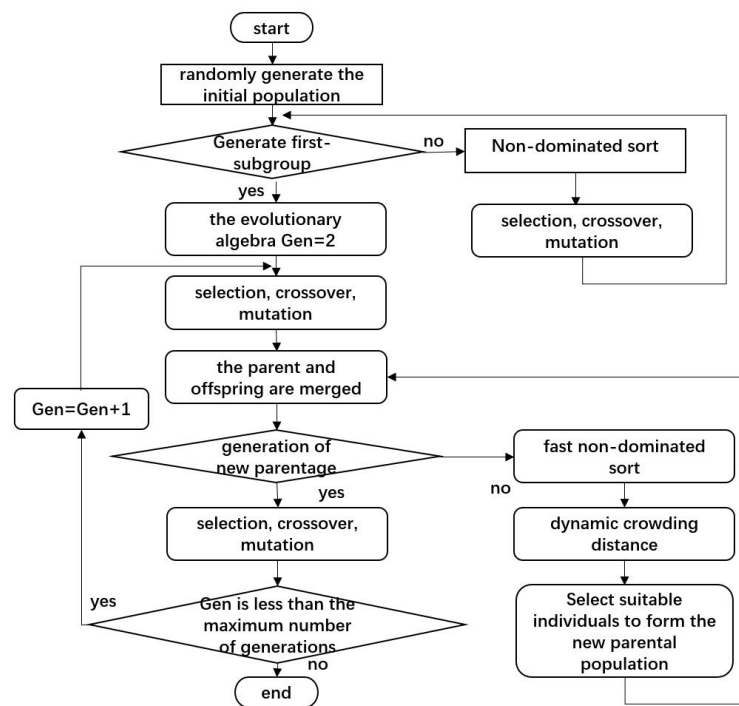 start
randomly generate the
initial population
Generate first-
subgroup
no
Non-dominated sort
yes
the evolutionary
algebra Gen=2
selection, crossover,
mutation
selection, crossover,
mutation
the parent and
offspring are merged
Gen=Gen+1
generation of
new parentage
fast non-dominated
sort
no
yes
selection, crossover,
mutation
dynamic crowding
distance
yes
Gen is less than the
maximum number
of generations
Select suitable
individuals to form the
new parental
population
no
end